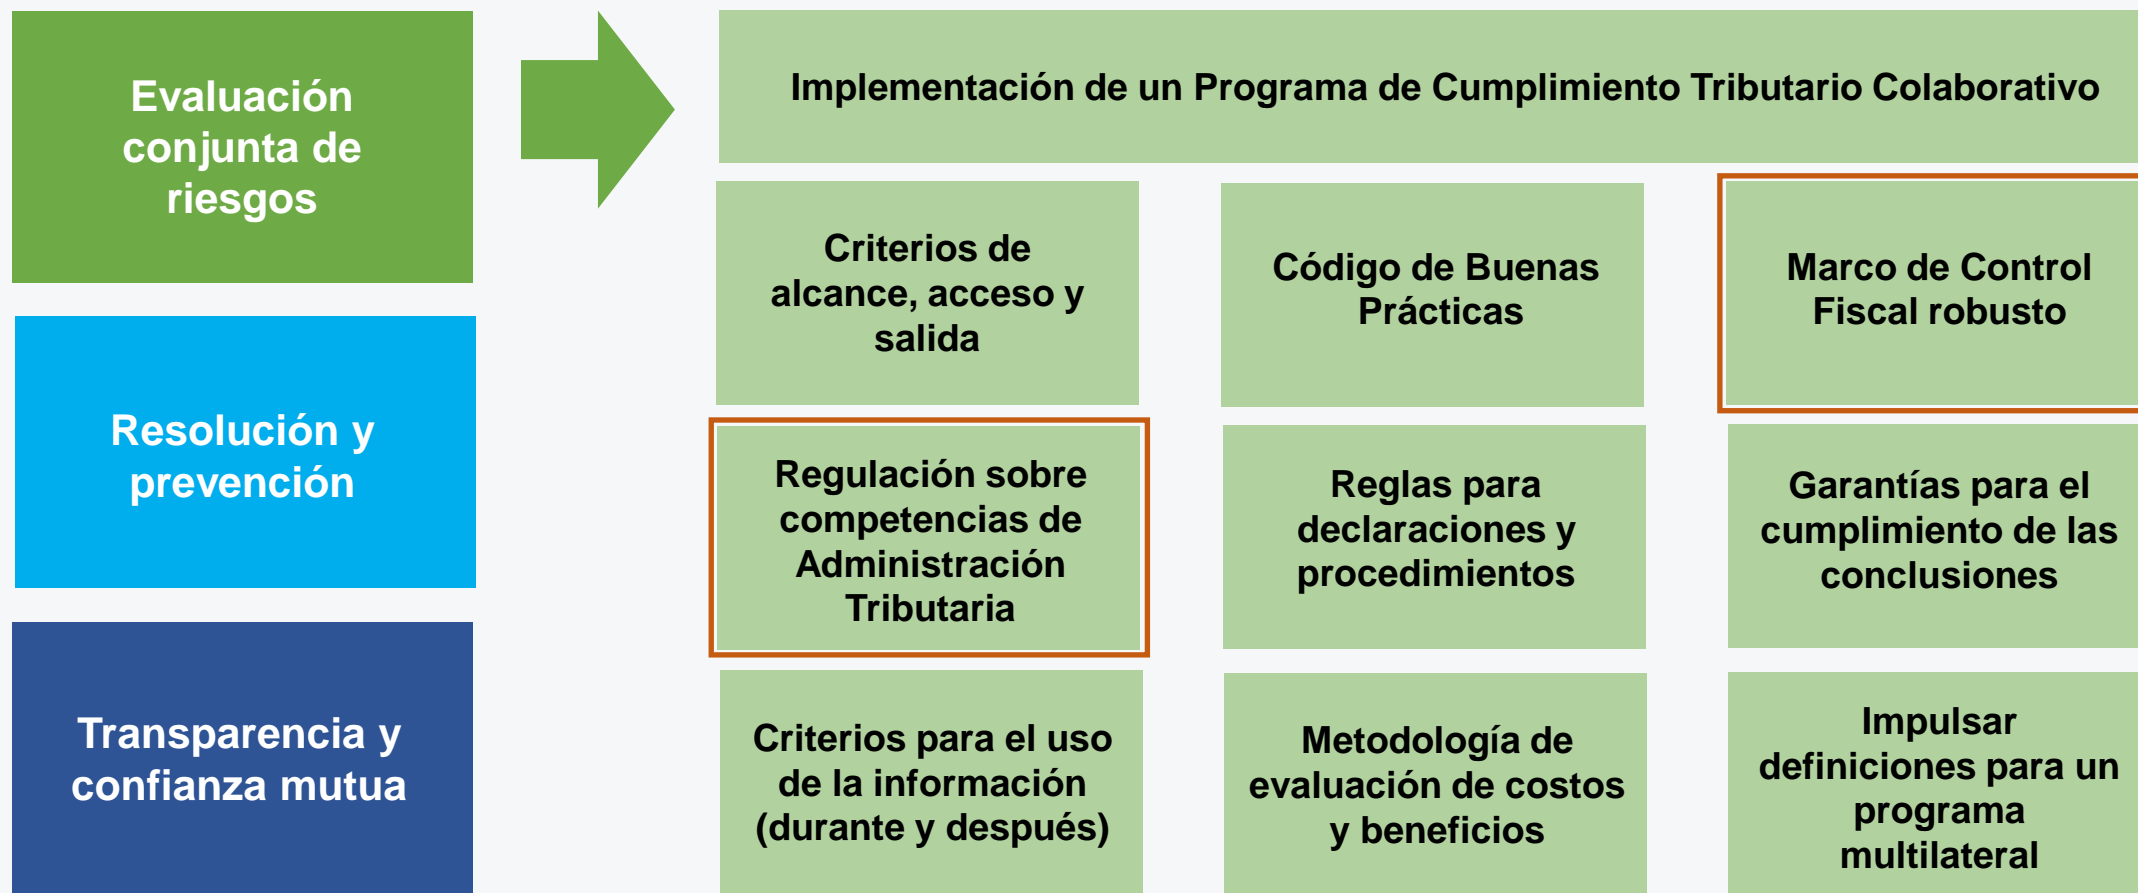 Evaluación
conjunta de
riesgos
Resolución y
prevención
Transparencia y
confianza mutua
Implementación de un Programa de Cumplimiento Tributario Colaborativo
Criterios de
alcance, acceso y
salida
Código de Buenas
Prácticas
Marco de Control
Fiscal robusto
Regulación sobre
competencias de
Administración
Tributaria
Reglas para
declaraciones y
procedimientos
Garantías para el
cumplimiento de las
conclusiones
Criterios para el uso
de la información
(durante y después)
Metodología de
evaluación de costos
y beneficios
Impulsar
definiciones para un
programa
multilateral